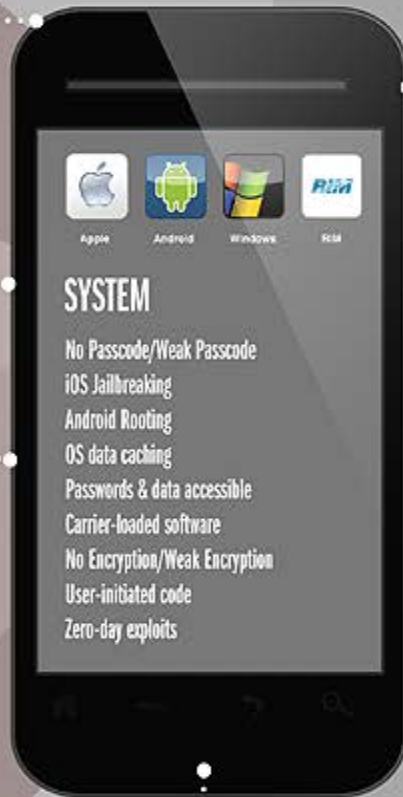 RIM
Apple Android Windows RIM
SYSTEM
No Passcode/Weak Passcode
iOS Jailbreaking
Android Rooting
OS data caching
Passwords & data accessible
Carrier-loaded software
No Encryption/Weak Encryption
User-initiated code
Zero-day exploits